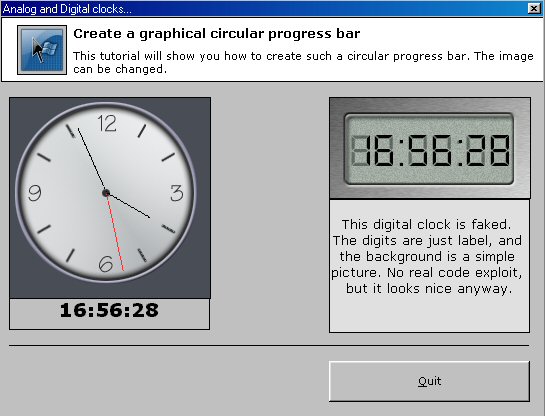 Analog and Digital clocks...
Create a graphical circular progress bar
This tutorial will show you how to create such a circular progress bar. The image
can be changed.
12
9
3
6
16:56:28
16:56:28
This digital clock is faked.
The digits are just label, and
the background is a simple
picture. No real code exploit,
but it looks nice anyway.
Quit